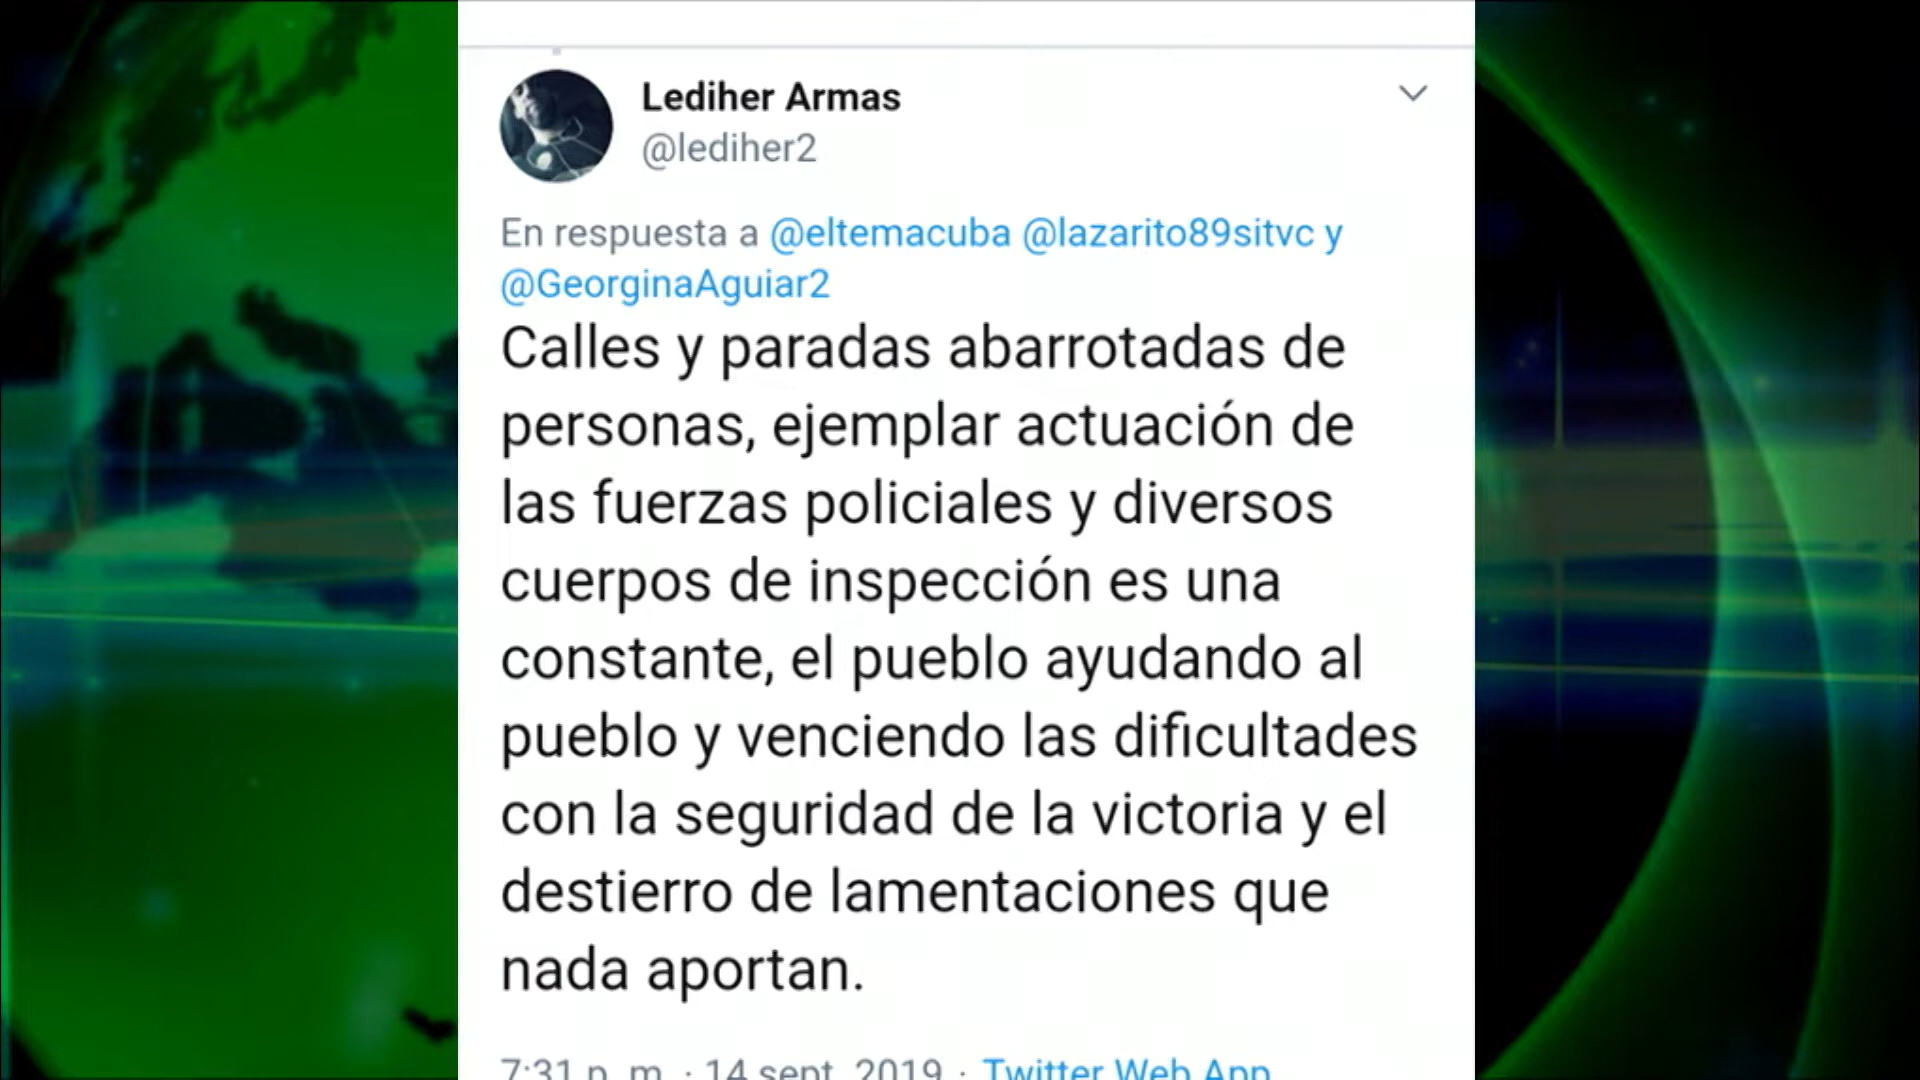 Lediher Armas
@lediher2
En respuesta a @eltemacuba @lazarito89sitvc y
@GeorginaAguiar2
Calles y paradas abarrotadas de
personas, ejemplar actuación de
las fuerzas policiales y diversos
cuerpos de inspección es una
constante, el pueblo ayudando al
pueblo y venciendo las dificultades
con la seguridad de la victoria y el
destierro de lamentaciones que
nada aportan.
7:31 p. m. · 14 sept. 2019 · Twitter Web App